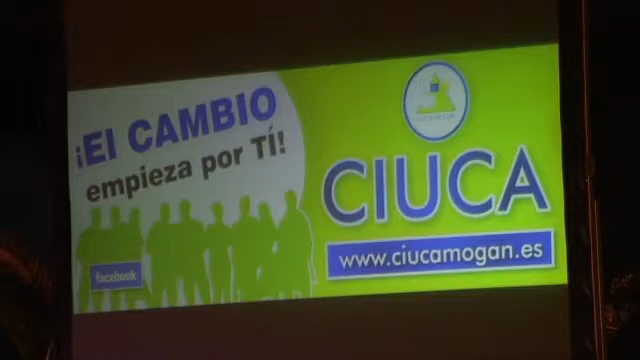 ¡El CAMBIO
empieza por TÍ!
facebook
CIUCA
www.ciucamogan.es